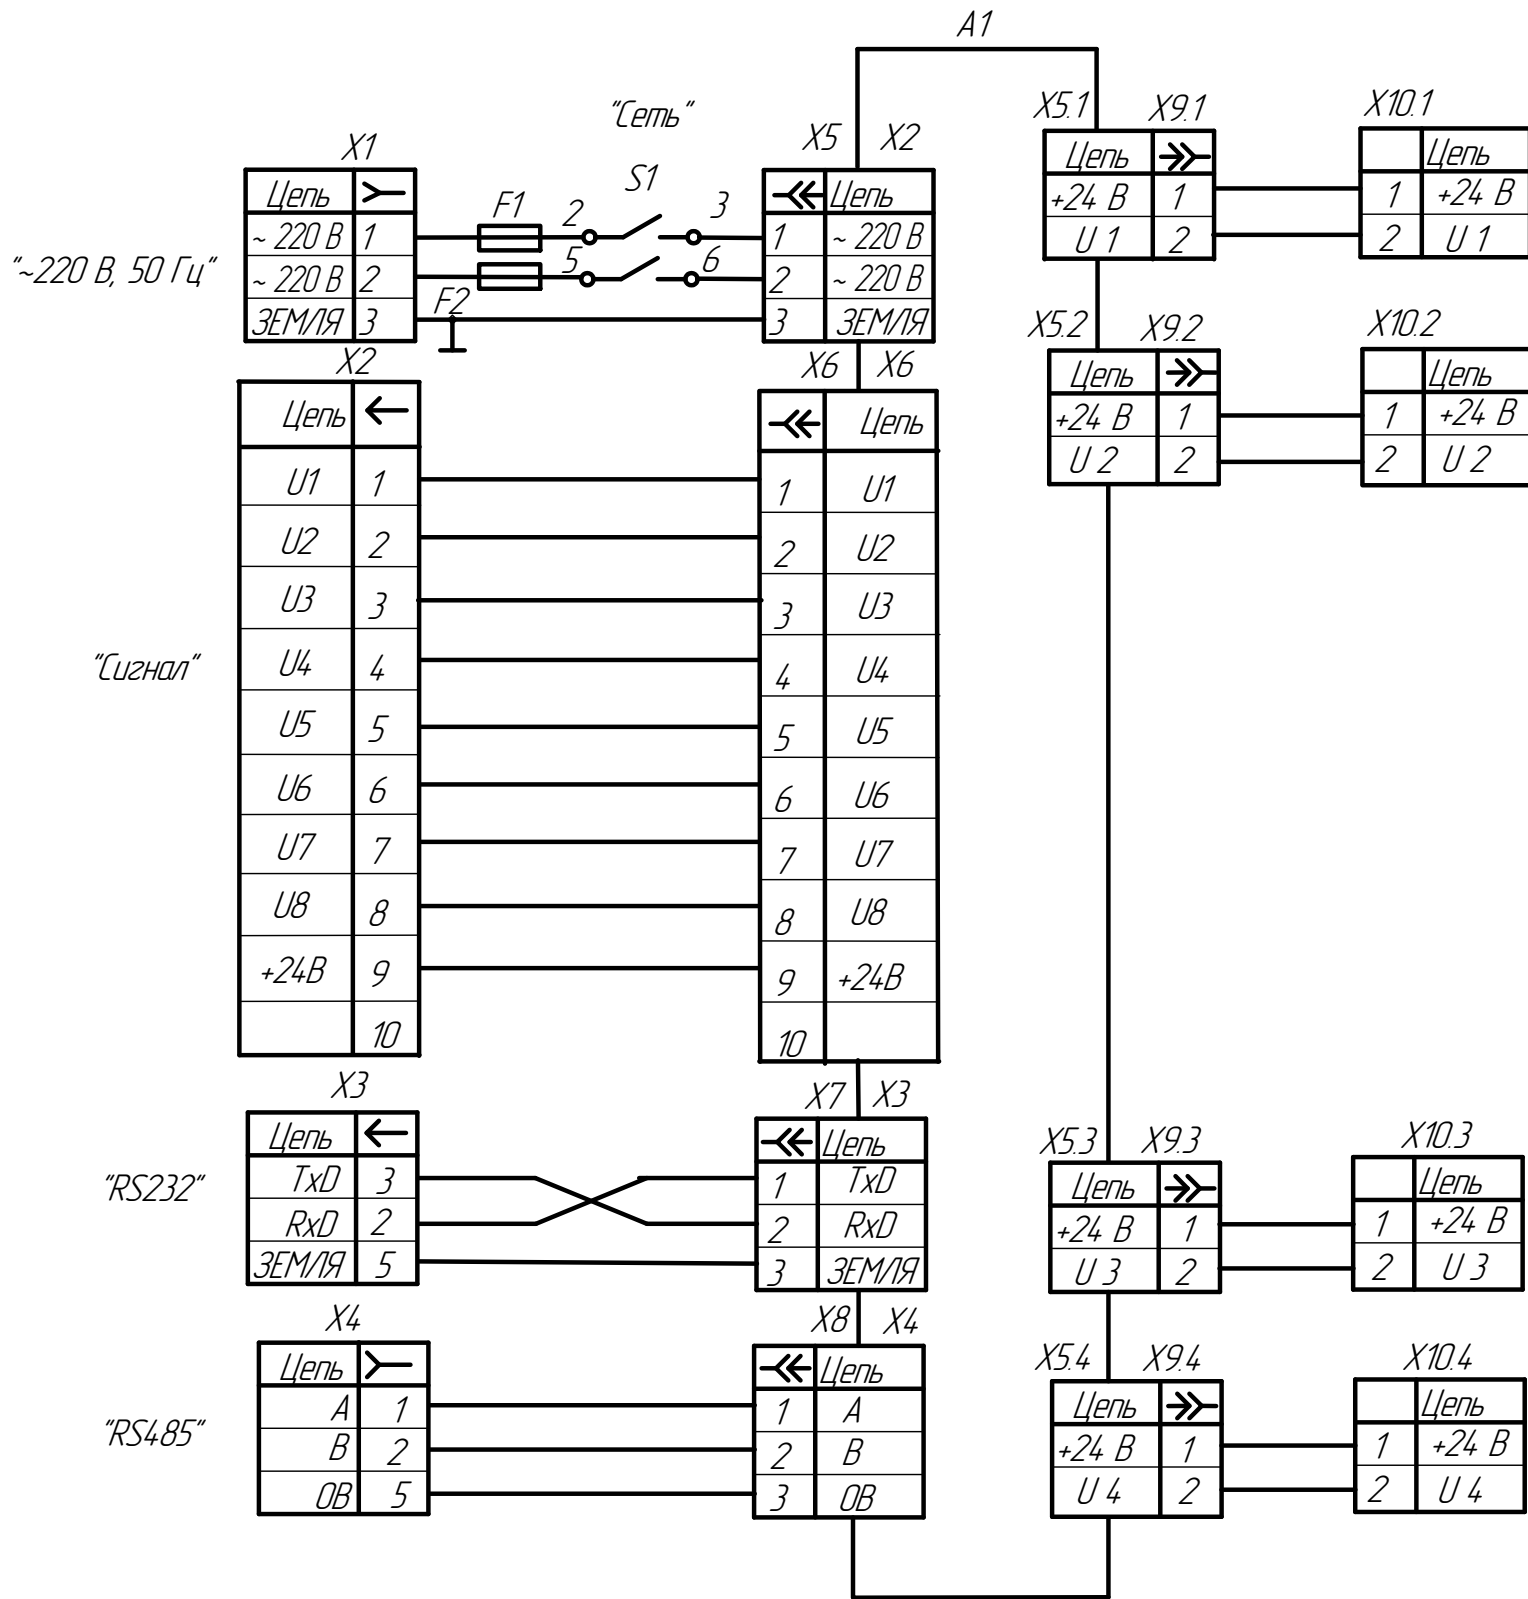 A1
"Сеть"
X1
Цепь
~ 220 В 1
~ 220 В 2
ЗЕМЛЯ 3
"~220 В, 50 Гц"
F1
F2
S1
2 3
5 6
X5 X2
Цепь
1 ~ 220 В
2 ~ 220 В
3 ЗЕМЛЯ
X2
Цепь
U1 1
U2 2
U3 3
U4 4
U5 5
U6 6
U7 7
U8 8
+24В 9
10
"Сигнал"
X6 X6
Цепь
1 U1
2 U2
3 U3
4 U4
5 U5
6 U6
7 U7
8 U8
9 +24В
10
X3
Цепь
TxD 3
RxD 2
ЗЕМЛЯ 5
"RS232"
X7 X3
Цепь
1 TxD
2 RxD
3 ЗЕМЛЯ
X4
Цепь
A 1
B 2
0B 5
"RS485"
X8 X4
Цепь
1 A
2 B
3 0B
X5.1 X9.1
Цепь
+24 В 1
U 1 2
X10.1
Цепь
1 +24 В
2 U 1
X5.2 X9.2
Цепь
+24 В 1
U 2 2
X10.2
Цепь
1 +24 В
2 U 2
X5.3 X9.3
Цепь
+24 В 1
U 3 2
X10.3
Цепь
1 +24 В
2 U 3
X5.4 X9.4
Цепь
+24 В 1
U 4 2
X10.4
Цепь
1 +24 В
2 U 4